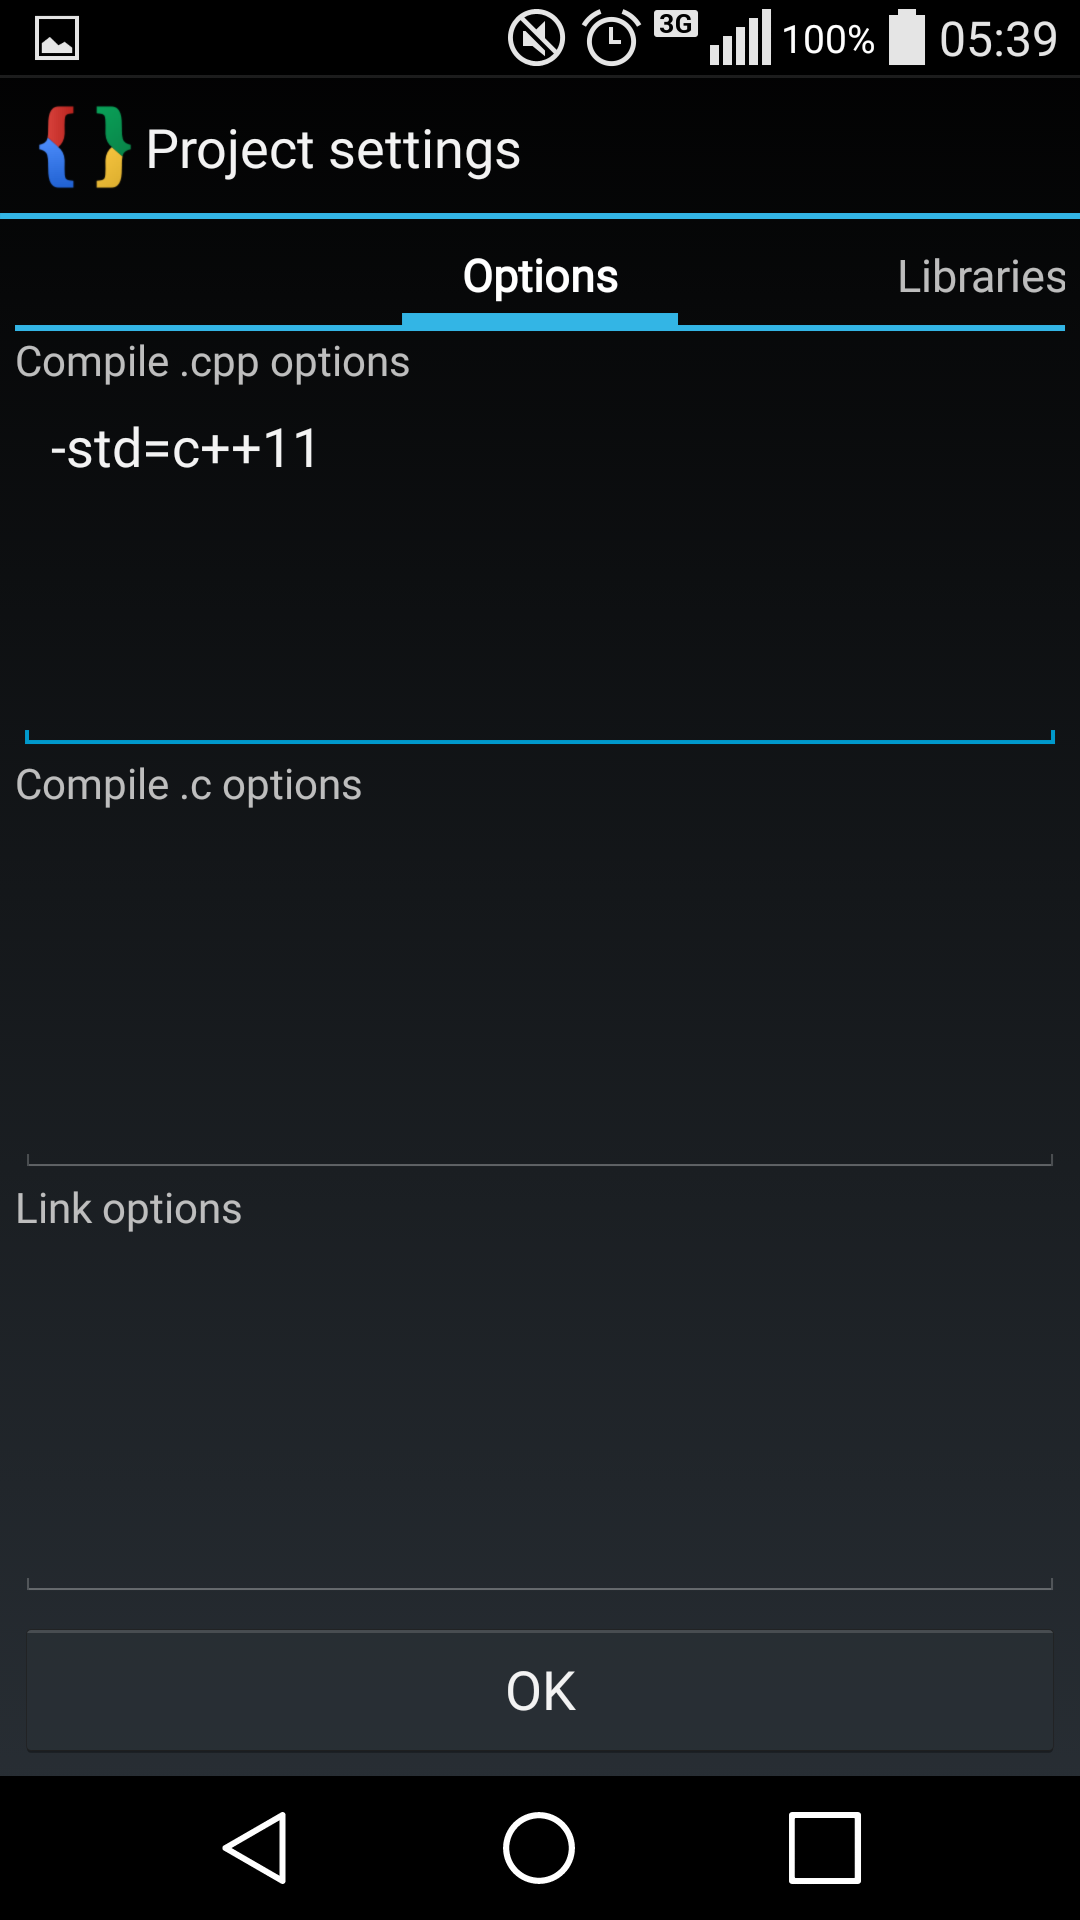 3G 100% 05:39
{ } Project settings
Options Libraries
Compile .cpp options
-std=c++11
Compile .c options
Link options
OK